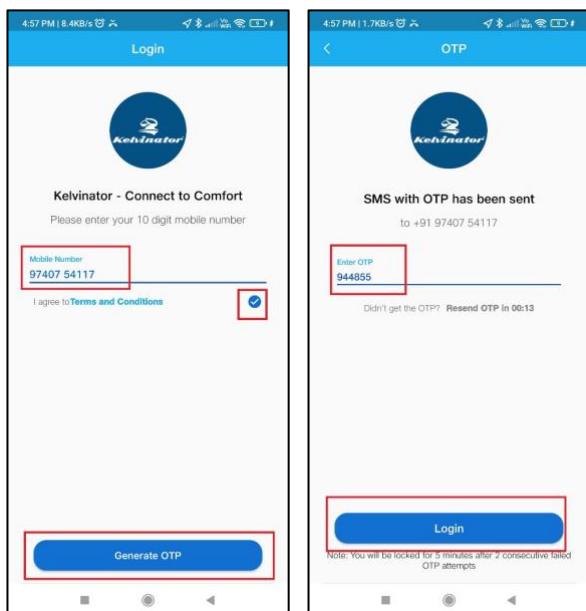 4:57 PM | 8.4KB/s
Login
Kelvinator
Kelvinator - Connect to Comfort
Please enter your 10 digit mobile number
Mobile Number
97407 54117
I agree to Terms and Conditions
Generate OTP
4:57 PM | 1.7KB/s
OTP
Kelvinator
SMS with OTP has been sent
to +91 97407 54117
Enter OTP
944855
Didn't get the OTP? Resend OTP in 00:13
Login
Note: You will be locked for 5 minutes after 2 consecutive failed
OTP attempts